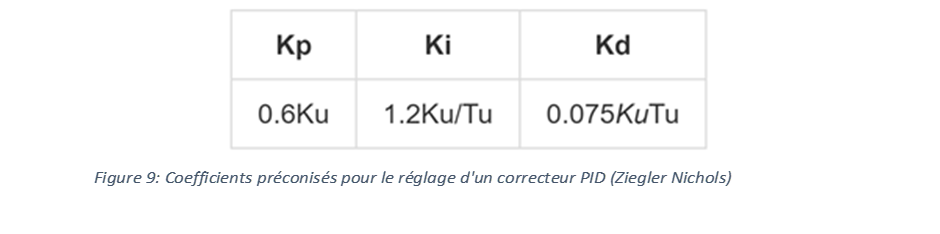 Kp Ki Kd
0.6Ku 1.2Ku/Tu 0.075KuTu
Figure 9: Coefficients préconisés pour le réglage d'un correcteur PID (Ziegler Nichols)